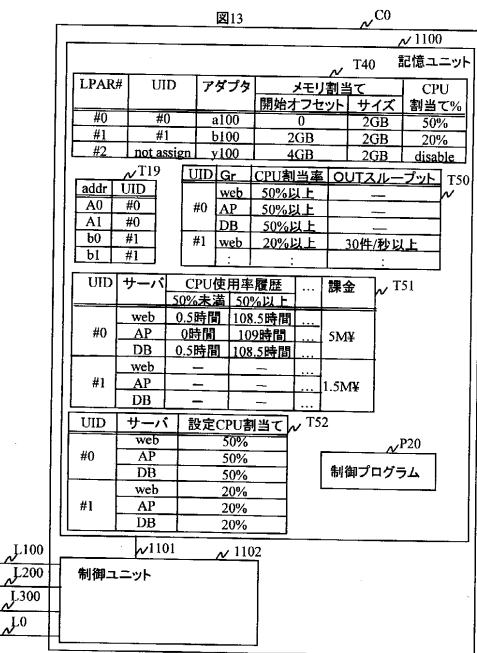 図13
C0
1100
T40 記憶ユニット
LPAR# UID アダプタ メモリ割当て CPU
開始オフセット サイズ 割当て%
#0 #0 a100 0 2GB 50%
#1 #1 b100 2GB 2GB 20%
#2 not assign y100 4GB 2GB disable
T19
addr UID
A0 #0
A1 #0
b0 #1
b1 #1
T50
UID Gr CPU割当率 OUTスループット
#0 web 50%以上 —
AP 50%以上 —
DB 50%以上 —
#1 web 20%以上 30件/秒以上
: : :
T51
UID サーバ CPU使用率履歴 … 課金
50%未満 50%以上
#0 web 0.5時間 108.5時間 … 5M¥
AP 0時間 109時間 …
DB 0.5時間 108.5時間 …
#1 web — — … 1.5M¥
AP — — …
DB — — …
T52
UID サーバ 設定CPU割当て
#0 web 50%
AP 50%
DB 50%
#1 web 20%
AP 20%
DB 20%
P20
制御プログラム
1101
1102
制御ユニット
L100
L200
L300
L0